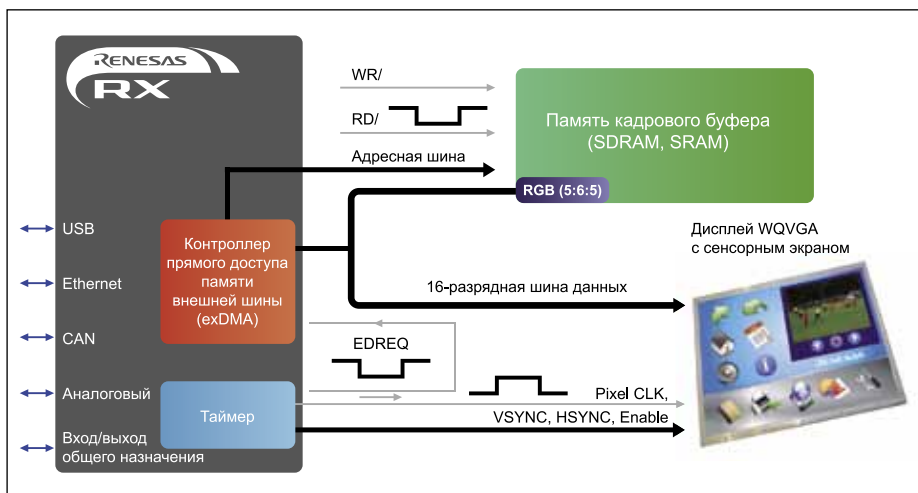 RENESAS
RX
WR/
RD/
Адресная шина
Память кадрового буфера
(SDRAM, SRAM)
RGB (5:6:5)
USB
Ethernet
CAN
Аналоговый
Вход/выход
общего назначения
Контроллер
прямого доступа
памяти
внешней шины
(exDMA)
Дисплей WQVGA
с сенсорным экраном
16-разрядная шина данных
EDREQ
Таймер
Pixel CLK,
VSYNC, HSYNC, Enable